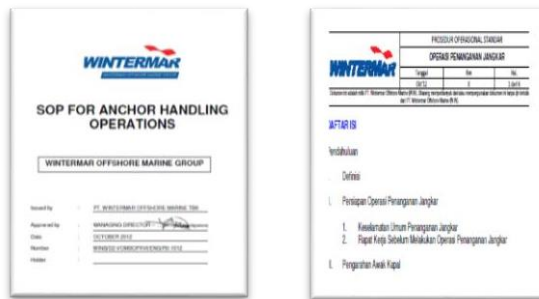 WINTERMAR
SOP FOR ANCHOR HANDLING
OPERATIONS
WINTERMAR OFFSHORE MARINE GROUP
Issued by : PT. WINTERMAR OFFSHORE MARINE TBK
Approved by : MANAGING DIRECTOR
Date : OCTOBER 2012
Number :
Holder :
WINTERMAR
PROSEDUR OPERASIONAL STANDAR
OPERASI PENANGANAN JANGKAR
Tanggal Rev No.
0
DAFTAR ISI
Pendahuluan
Definisi
Persiapan Operasi Penanganan Jangkar
1. Keselamatan Umum Penanganan Jangkar
2. Rapat Kerja Sebelum Melakukan Operasi Penanganan Jangkar
Pengarahan Awak Kapal